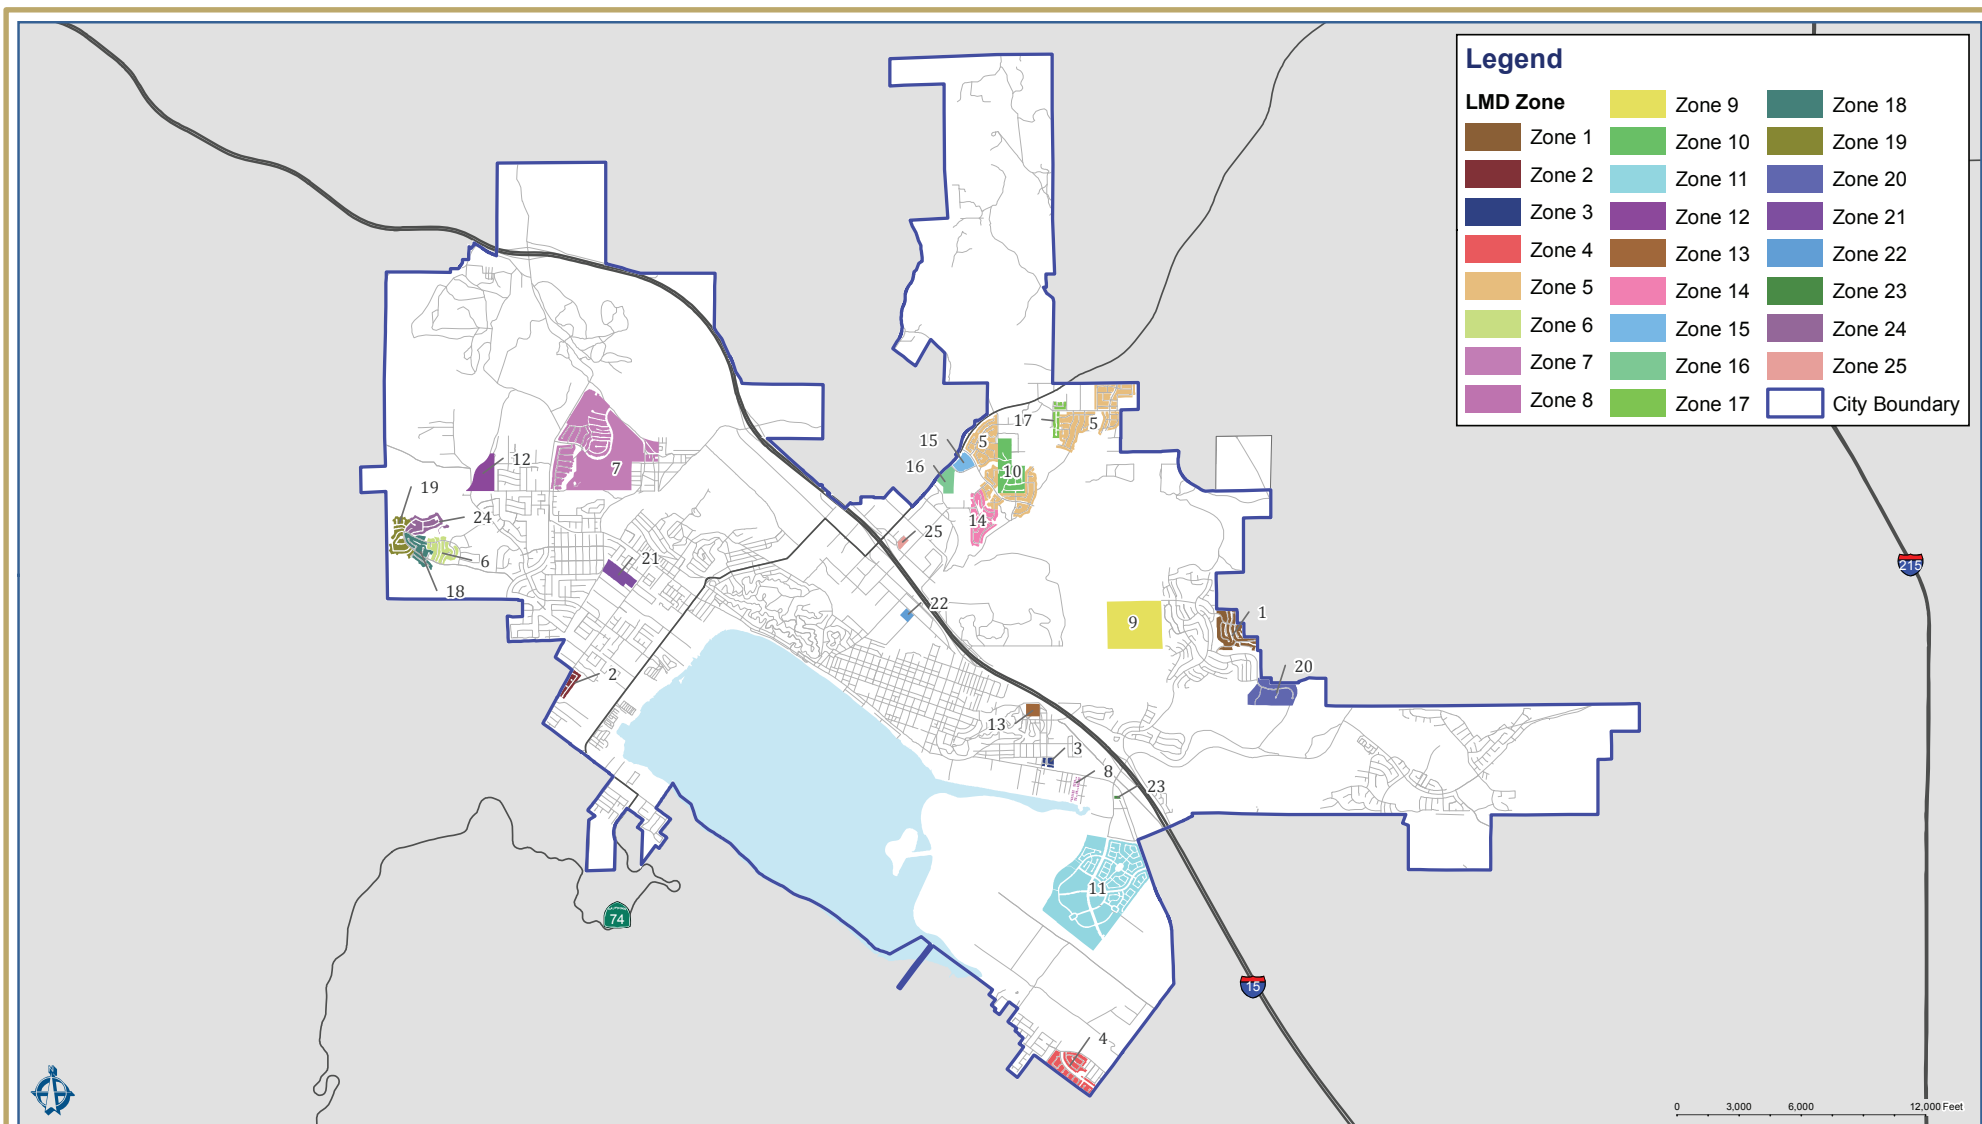 Legend
LMD Zone
Zone 1
Zone 2
Zone 3
Zone 4
Zone 5
Zone 6
Zone 7
Zone 8
Zone 9
Zone 10
Zone 11
Zone 12
Zone 13
Zone 14
Zone 15
Zone 16
Zone 17
Zone 18
Zone 19
Zone 20
Zone 21
Zone 22
Zone 23
Zone 24
Zone 25
City Boundary
17
5
5
15
12
16
7
10
19
24
14
25
6
21
215
18
22
1
9
20
2
13
3
8
23
11
74
15
4
0 3,000 6,000 12,000 Feet